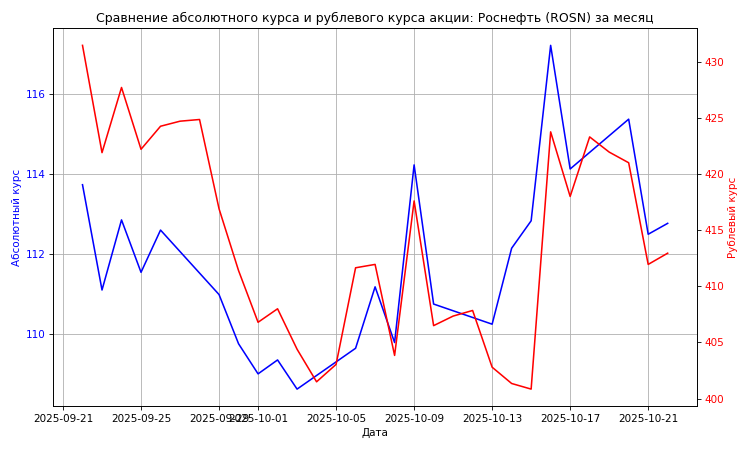 Сравнение абсолютного курса и рублевого курса акции: Роснефть (ROSN) за месяц
Абсолютный курс
116
114
112
110
430
425
420
415
410
405
400
Рублевый курс
2025-09-21 2025-09-25 2025-09-29 2025-10-01 2025-10-05 2025-10-09 2025-10-13 2025-10-17 2025-10-21
Дата